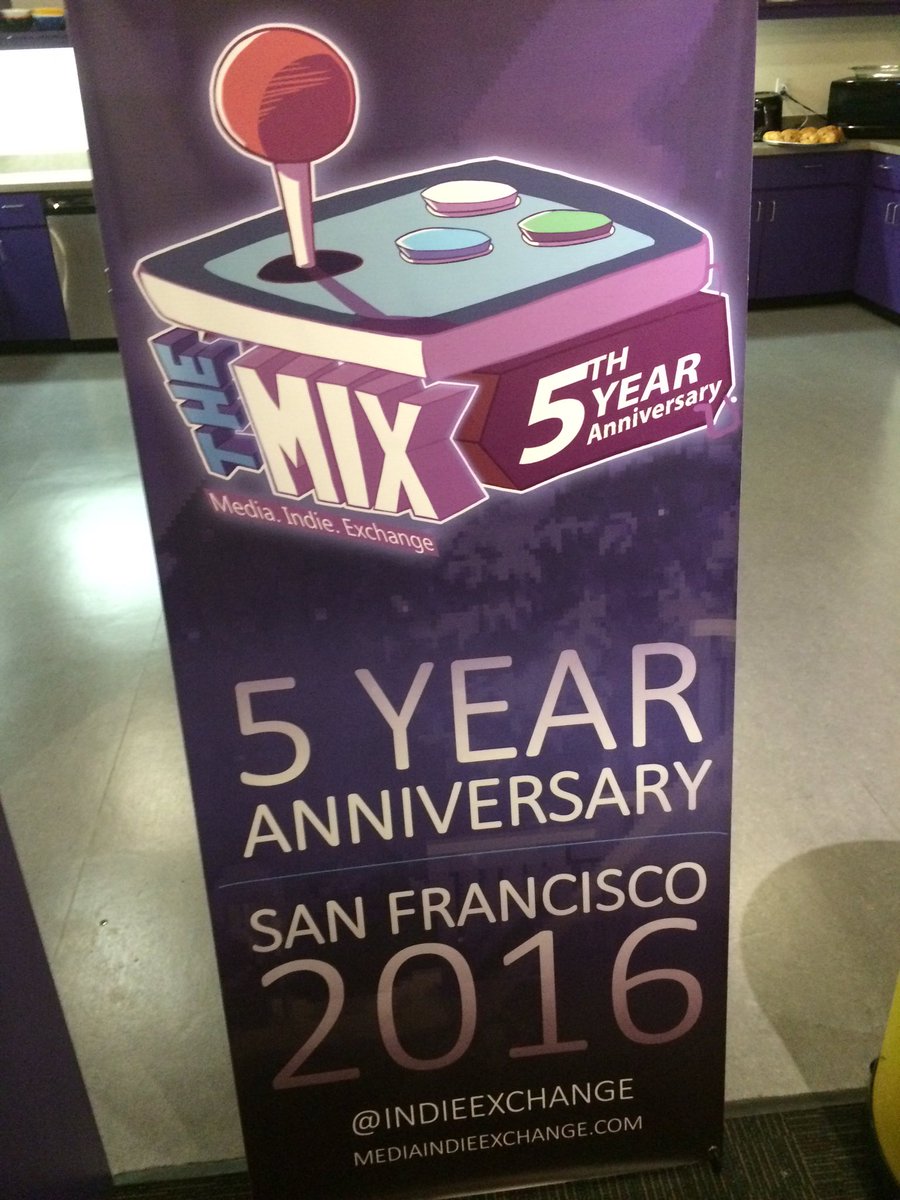 THE
MIX
5TH
YEAR
Anniversary
Media. Indie. Exchange
5 YEAR
ANNIVERSARY
SAN FRANCISCO
2016
@INDIEEXCHANGE
MEDIAINDIEEXCHANGE.COM